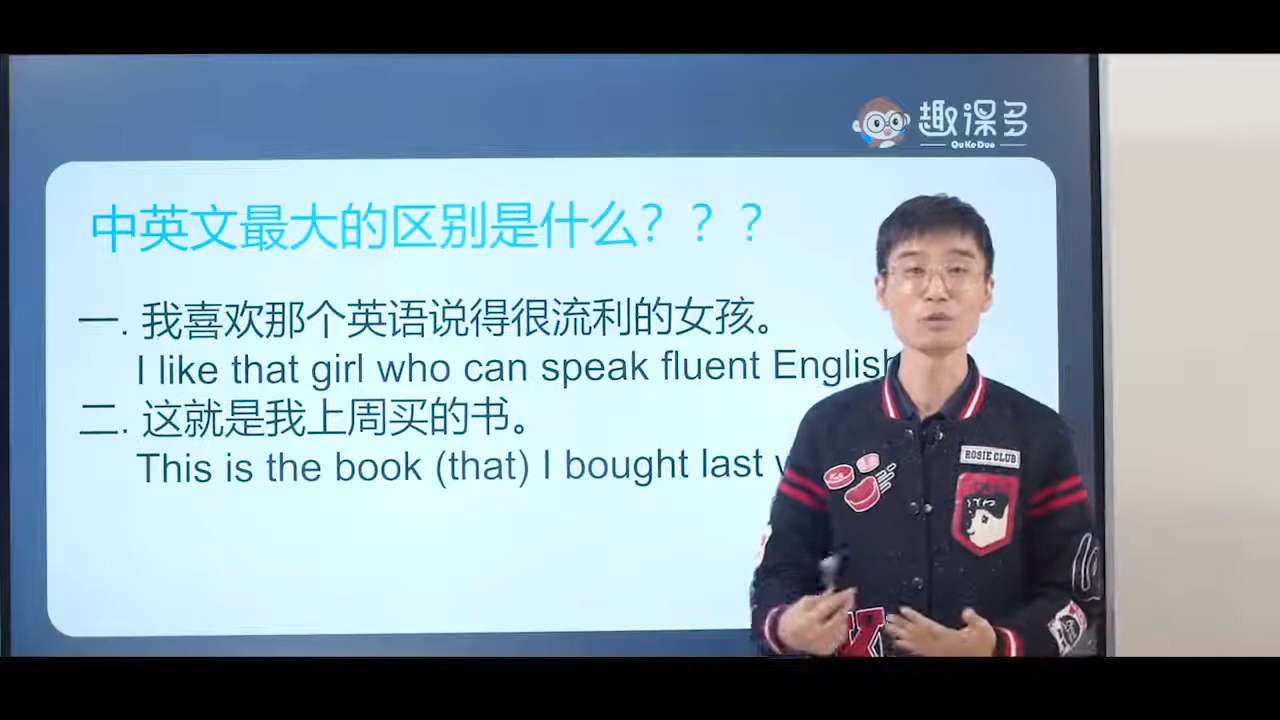 趣课多
QuKeDuo
中英文最大的区别是什么？？？
一. 我喜欢那个英语说得很流利的女孩。
I like that girl who can speak fluent English
二. 这就是我上周买的书。
This is the book (that) I bought last
ROSIE CLUB